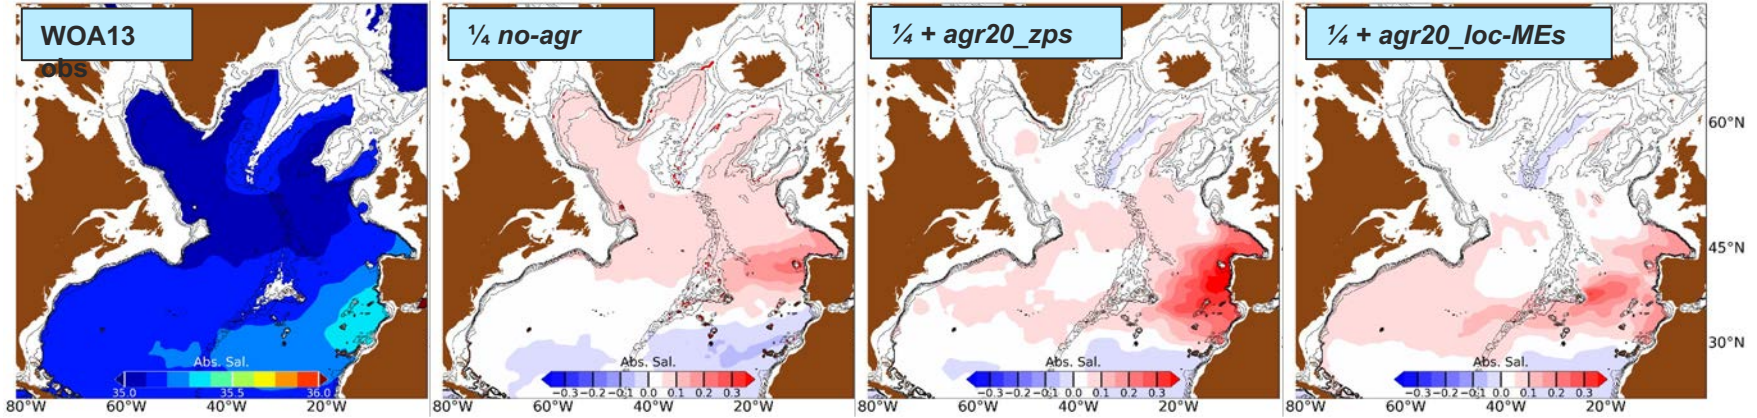 WOA13
obs
¼ no-agr
¼ + agr20_zps
¼ + agr20_loc-MEs
60°N
45°N
30°N
Abs. Sal.
35.0 35.5 36.0
Abs. Sal.
−0.3 −0.2 −0.1 0.0 0.1 0.2 0.3
Abs. Sal.
−0.3 −0.2 −0.1 0.0 0.1 0.2 0.3
Abs. Sal.
−0.3 −0.2 −0.1 0.0 0.1 0.2 0.3
80°W 60°W 40°W 20°W
60°W 40°W 20°W
60°W 40°W 20°W
60°W 40°W 20°W